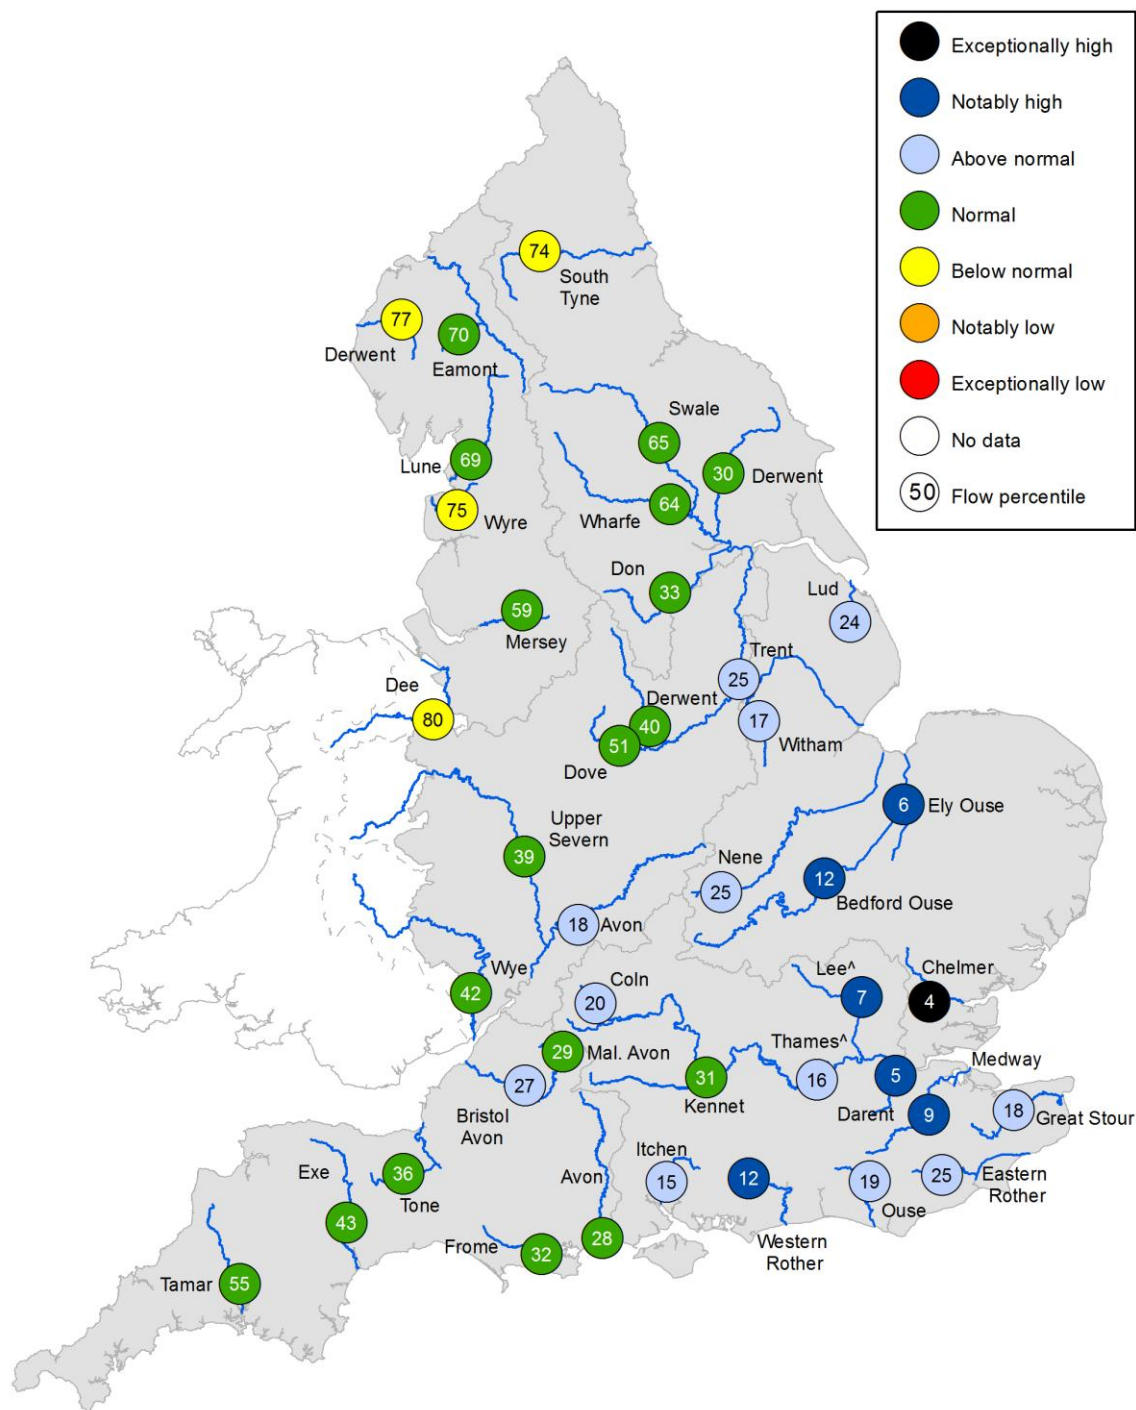 Exceptionally high
Notably high
Above normal
Normal
Below normal
Notably low
Exceptionally low
No data
50 Flow percentile
74
South
Tyne
77
Derwent
70
Eamont
Swale
65
Lune
69
30
Derwent
75
Wyre
64
Wharfe
Don
33
Lud
24
59
Mersey
Trent
25
Dee
80
Derwent
40
17
Witham
51
Dove
6
Ely Ouse
Upper
Severn
39
Nene
25
12
Bedford Ouse
18
Avon
Wye
42
Coln
20
Lee^
7
Chelmer
4
29
Mal. Avon
27
Bristol
Avon
31
Kennet
Thames^
16
5
Darent
Medway
9
18
Great Stour
Exe
36
Tone
Avon
Itchen
15
12
Western
Rother
19
Ouse
25
Eastern
Rother
43
Frome
32
28
Tamar
55